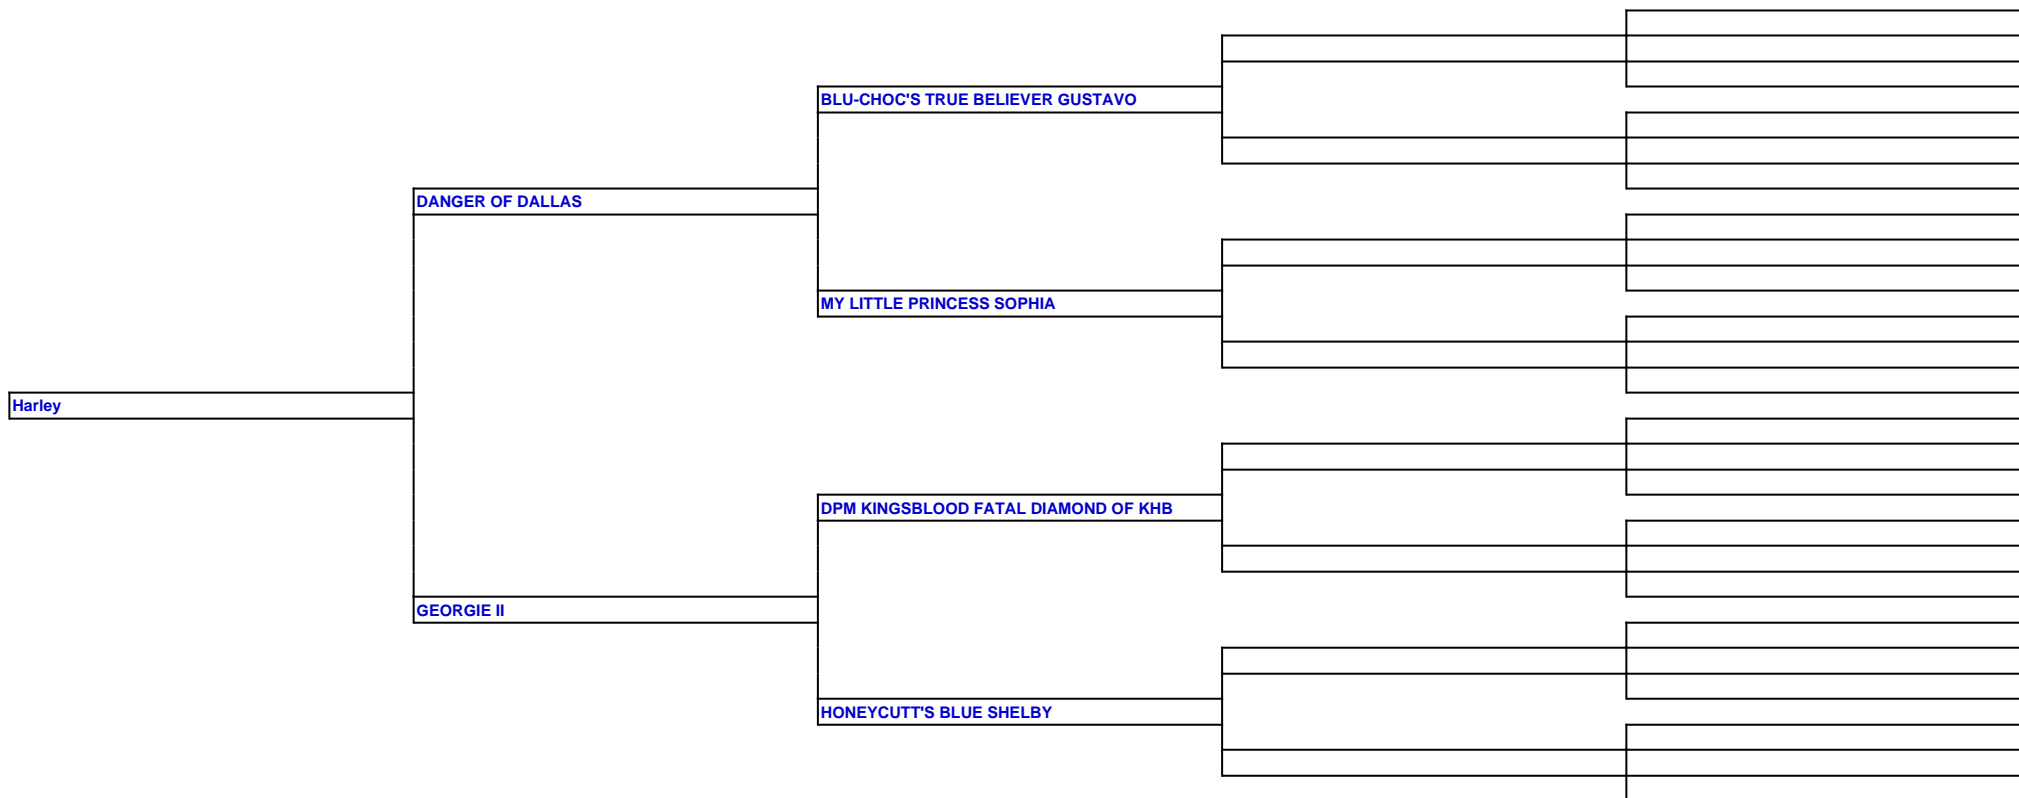 BLU-CHOC'S TRUE BELIEVER GUSTAVO
DANGER OF DALLAS
MY LITTLE PRINCESS SOPHIA
Harley
DPM KINGSBLOOD FATAL DIAMOND OF KHB
GEORGIE II
HONEYCUTT'S BLUE SHELBY